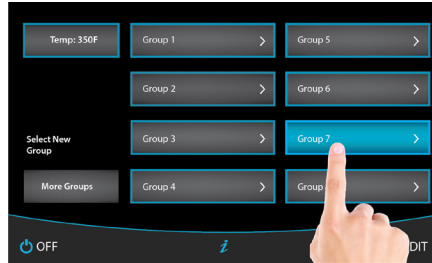 Temp: 350F
Group 1
Group 5
Group 2
Group 6
Select New
Group
Group 3
Group 7
More Groups
Group 4
Group
OFF
i